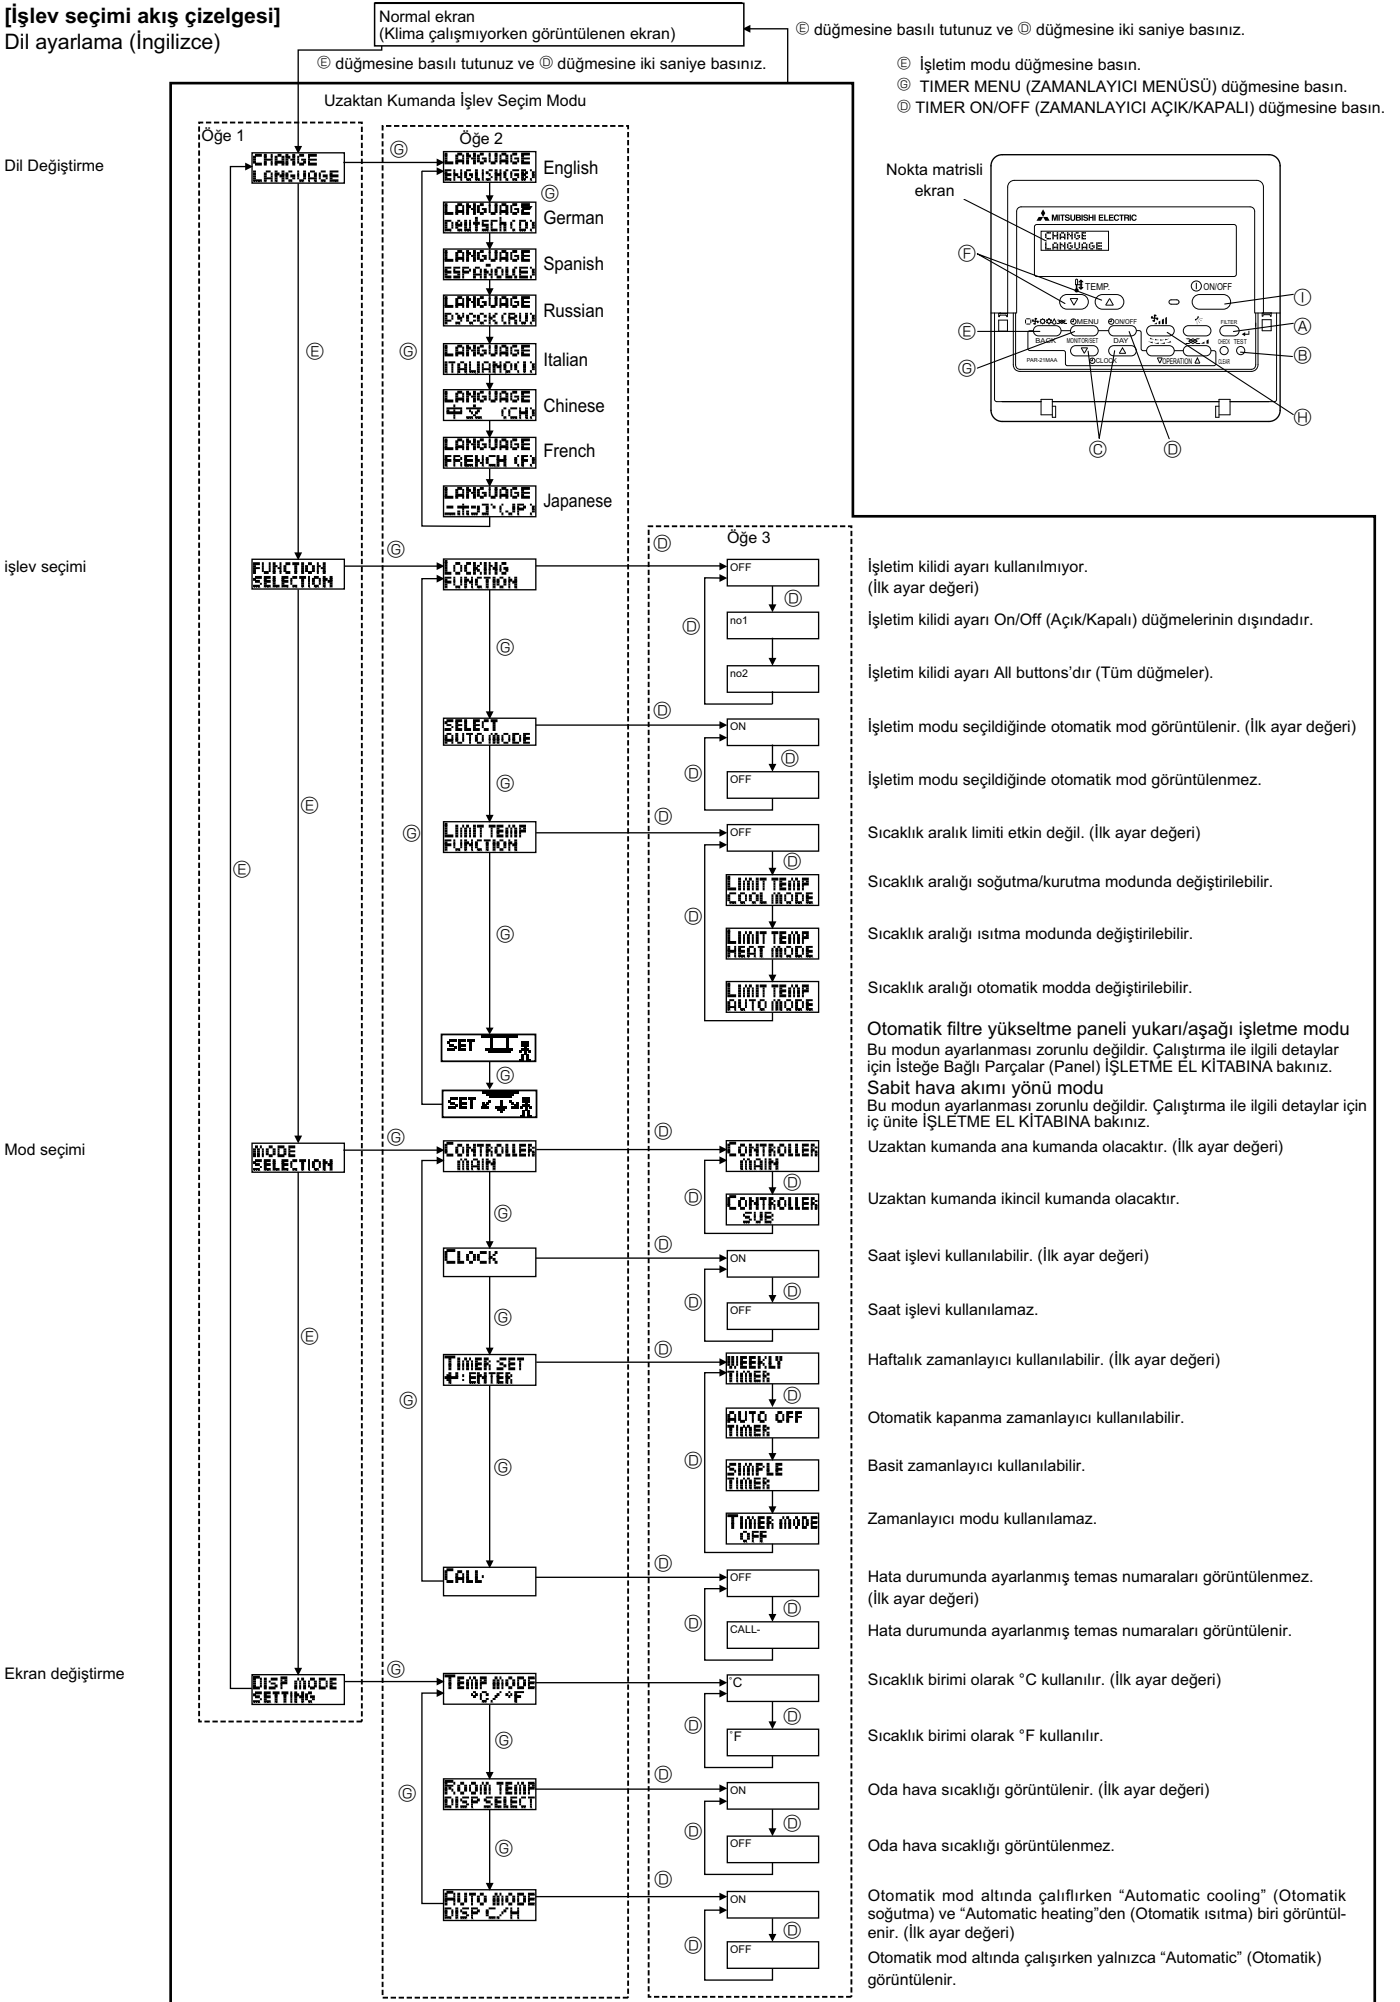 [İşlev seçimi akış çizelgesi]
Dil ayarlama (İngilizce)
Normal ekran
(Klima çalışmıyorken görüntülenen ekran)
Ⓔ düğmesine basılı tutunuz ve Ⓓ düğmesine iki saniye basınız.
Ⓔ düğmesine basılı tutunuz ve Ⓓ düğmesine iki saniye basınız.
Ⓔ İşletim modu düğmesine basın.
Ⓖ TIMER MENU (ZAMANLAYICI MENÜSÜ) düğmesine basın.
Ⓓ TIMER ON/OFF (ZAMANLAYICI AÇIK/KAPALI) düğmesine basın.
Uzaktan Kumanda İşlev Seçim Modu
Öğe 1
Öğe 2
Dil Değiştirme
CHANGE
LANGUAGE
Ⓖ
LANGUAGE
ENGLISH(GB)
English
Ⓖ
LANGUAGE
Deutsch(D)
German
LANGUAGE
ESPAÑOL(E)
Spanish
LANGUAGE
РУССК(RU)
Russian
Ⓔ
Ⓖ
LANGUAGE
ITALIANO(I)
Italian
LANGUAGE
中文 (CH)
Chinese
LANGUAGE
FRENCH (F)
French
LANGUAGE
ニホンゴ(JP)
Japanese
Nokta matrisli
ekran
MITSUBISHI ELECTRIC
CHANGE
LANGUAGE
Ⓕ
TEMP.
ON/OFF
Ⓘ
Ⓔ
MENU
ON/OFF
FILTER
Ⓐ
BACK
MONITOR/SET
DAY
CHECK TEST
Ⓑ
Ⓖ
PAR-21MAA
CLOCK
▽OPERATION △
CLEAR
Ⓗ
Ⓒ
Ⓓ
Öğe 3
işlev seçimi
FUNCTION
SELECTION
Ⓖ
LOCKING
FUNCTION
Ⓓ
OFF
İşletim kilidi ayarı kullanılmıyor.
(İlk ayar değeri)
Ⓓ
Ⓓ
no1
İşletim kilidi ayarı On/Off (Açık/Kapalı) düğmelerinin dışındadır.
Ⓖ
no2
İşletim kilidi ayarı All buttons’dır (Tüm düğmeler).
SELECT
AUTO MODE
Ⓓ
ON
İşletim modu seçildiğinde otomatik mod görüntülenir. (İlk ayar değeri)
Ⓓ
Ⓓ
OFF
İşletim modu seçildiğinde otomatik mod görüntülenmez.
Ⓖ
Ⓔ
Ⓖ
LIMIT TEMP
FUNCTION
Ⓓ
OFF
Sıcaklık aralık limiti etkin değil. (İlk ayar değeri)
Ⓔ
Ⓓ
LIMIT TEMP
COOL MODE
Sıcaklık aralığı soğutma/kurutma modunda değiştirilebilir.
Ⓓ
Ⓖ
LIMIT TEMP
HEAT MODE
Sıcaklık aralığı ısıtma modunda değiştirilebilir.
LIMIT TEMP
AUTO MODE
Sıcaklık aralığı otomatik modda değiştirilebilir.
SET
Otomatik filtre yükseltme paneli yukarı/aşağı işletme modu
Bu modun ayarlanması zorunlu değildir. Çalıştırma ile ilgili detaylar
için İsteğe Bağlı Parçalar (Panel) İŞLETME EL KİTABINA bakınız.
Ⓖ
SET
Sabit hava akımı yönü modu
Bu modun ayarlanması zorunlu değildir. Çalıştırma ile ilgili detaylar için
iç ünite İŞLETME EL KİTABINA bakınız.
Mod seçimi
MODE
SELECTION
Ⓖ
CONTROLLER
MAIN
Ⓓ
CONTROLLER
MAIN
Uzaktan kumanda ana kumanda olacaktır. (İlk ayar değeri)
Ⓓ
Ⓓ
CONTROLLER
SUB
Uzaktan kumanda ikincil kumanda olacaktır.
Ⓖ
CLOCK
Ⓓ
ON
Saat işlevi kullanılabilir. (İlk ayar değeri)
Ⓓ
Ⓓ
OFF
Saat işlevi kullanılamaz.
Ⓖ
Ⓔ
TIMER SET
↵:ENTER
Ⓓ
WEEKLY
TIMER
Haftalık zamanlayıcı kullanılabilir. (İlk ayar değeri)
Ⓖ
Ⓓ
AUTO OFF
TIMER
Otomatik kapanma zamanlayıcı kullanılabilir.
Ⓖ
Ⓓ
SIMPLE
TIMER
Basit zamanlayıcı kullanılabilir.
TIMER MODE
OFF
Zamanlayıcı modu kullanılamaz.
CALL-
Ⓓ
OFF
Hata durumunda ayarlanmış temas numaraları görüntülenmez.
(İlk ayar değeri)
Ⓓ
Ⓓ
CALL-
Hata durumunda ayarlanmış temas numaraları görüntülenir.
Ekran değiştirme
DISP MODE
SETTING
Ⓖ
TEMP MODE
°C/°F
°C
Sıcaklık birimi olarak °C kullanılır. (İlk ayar değeri)
Ⓓ
Ⓓ
°F
Sıcaklık birimi olarak °F kullanılır.
Ⓖ
Ⓖ
ROOM TEMP
DISP SELECT
Ⓓ
ON
Oda hava sıcaklığı görüntülenir. (İlk ayar değeri)
Ⓓ
Ⓓ
OFF
Oda hava sıcaklığı görüntülenmez.
Ⓖ
AUTO MODE
DISP C/H
Ⓓ
ON
Otomatik mod altında çalıflırken “Automatic cooling” (Otomatik
soğutma) ve “Automatic heating”den (Otomatik ısıtma) biri görüntül-
enir. (İlk ayar değeri)
Ⓓ
Ⓓ
OFF
Otomatik mod altında çalışırken yalnızca “Automatic” (Otomatik)
görüntülenir.